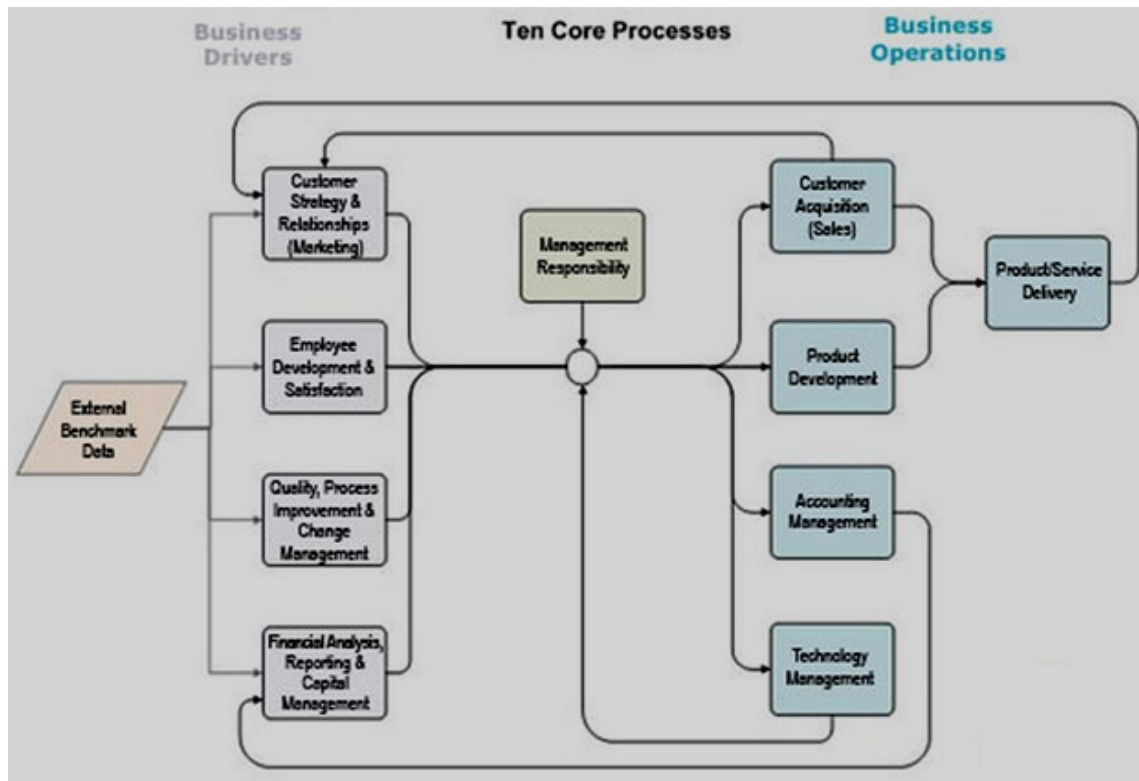 Business
Drivers
Ten Core Processes
Business
Operations
Customer
Strategy &
Relationships
(Marketing)
Customer
Acquisition
(Sales)
Management
Responsibility
Product/Service
Delivery
Employee
Development &
Satisfaction
Product
Development
External
Benchmark
Data
Quality, Process
Improvement &
Change
Management
Accounting
Management
Financial Analysis,
Reporting &
Capital
Management
Technology
Management